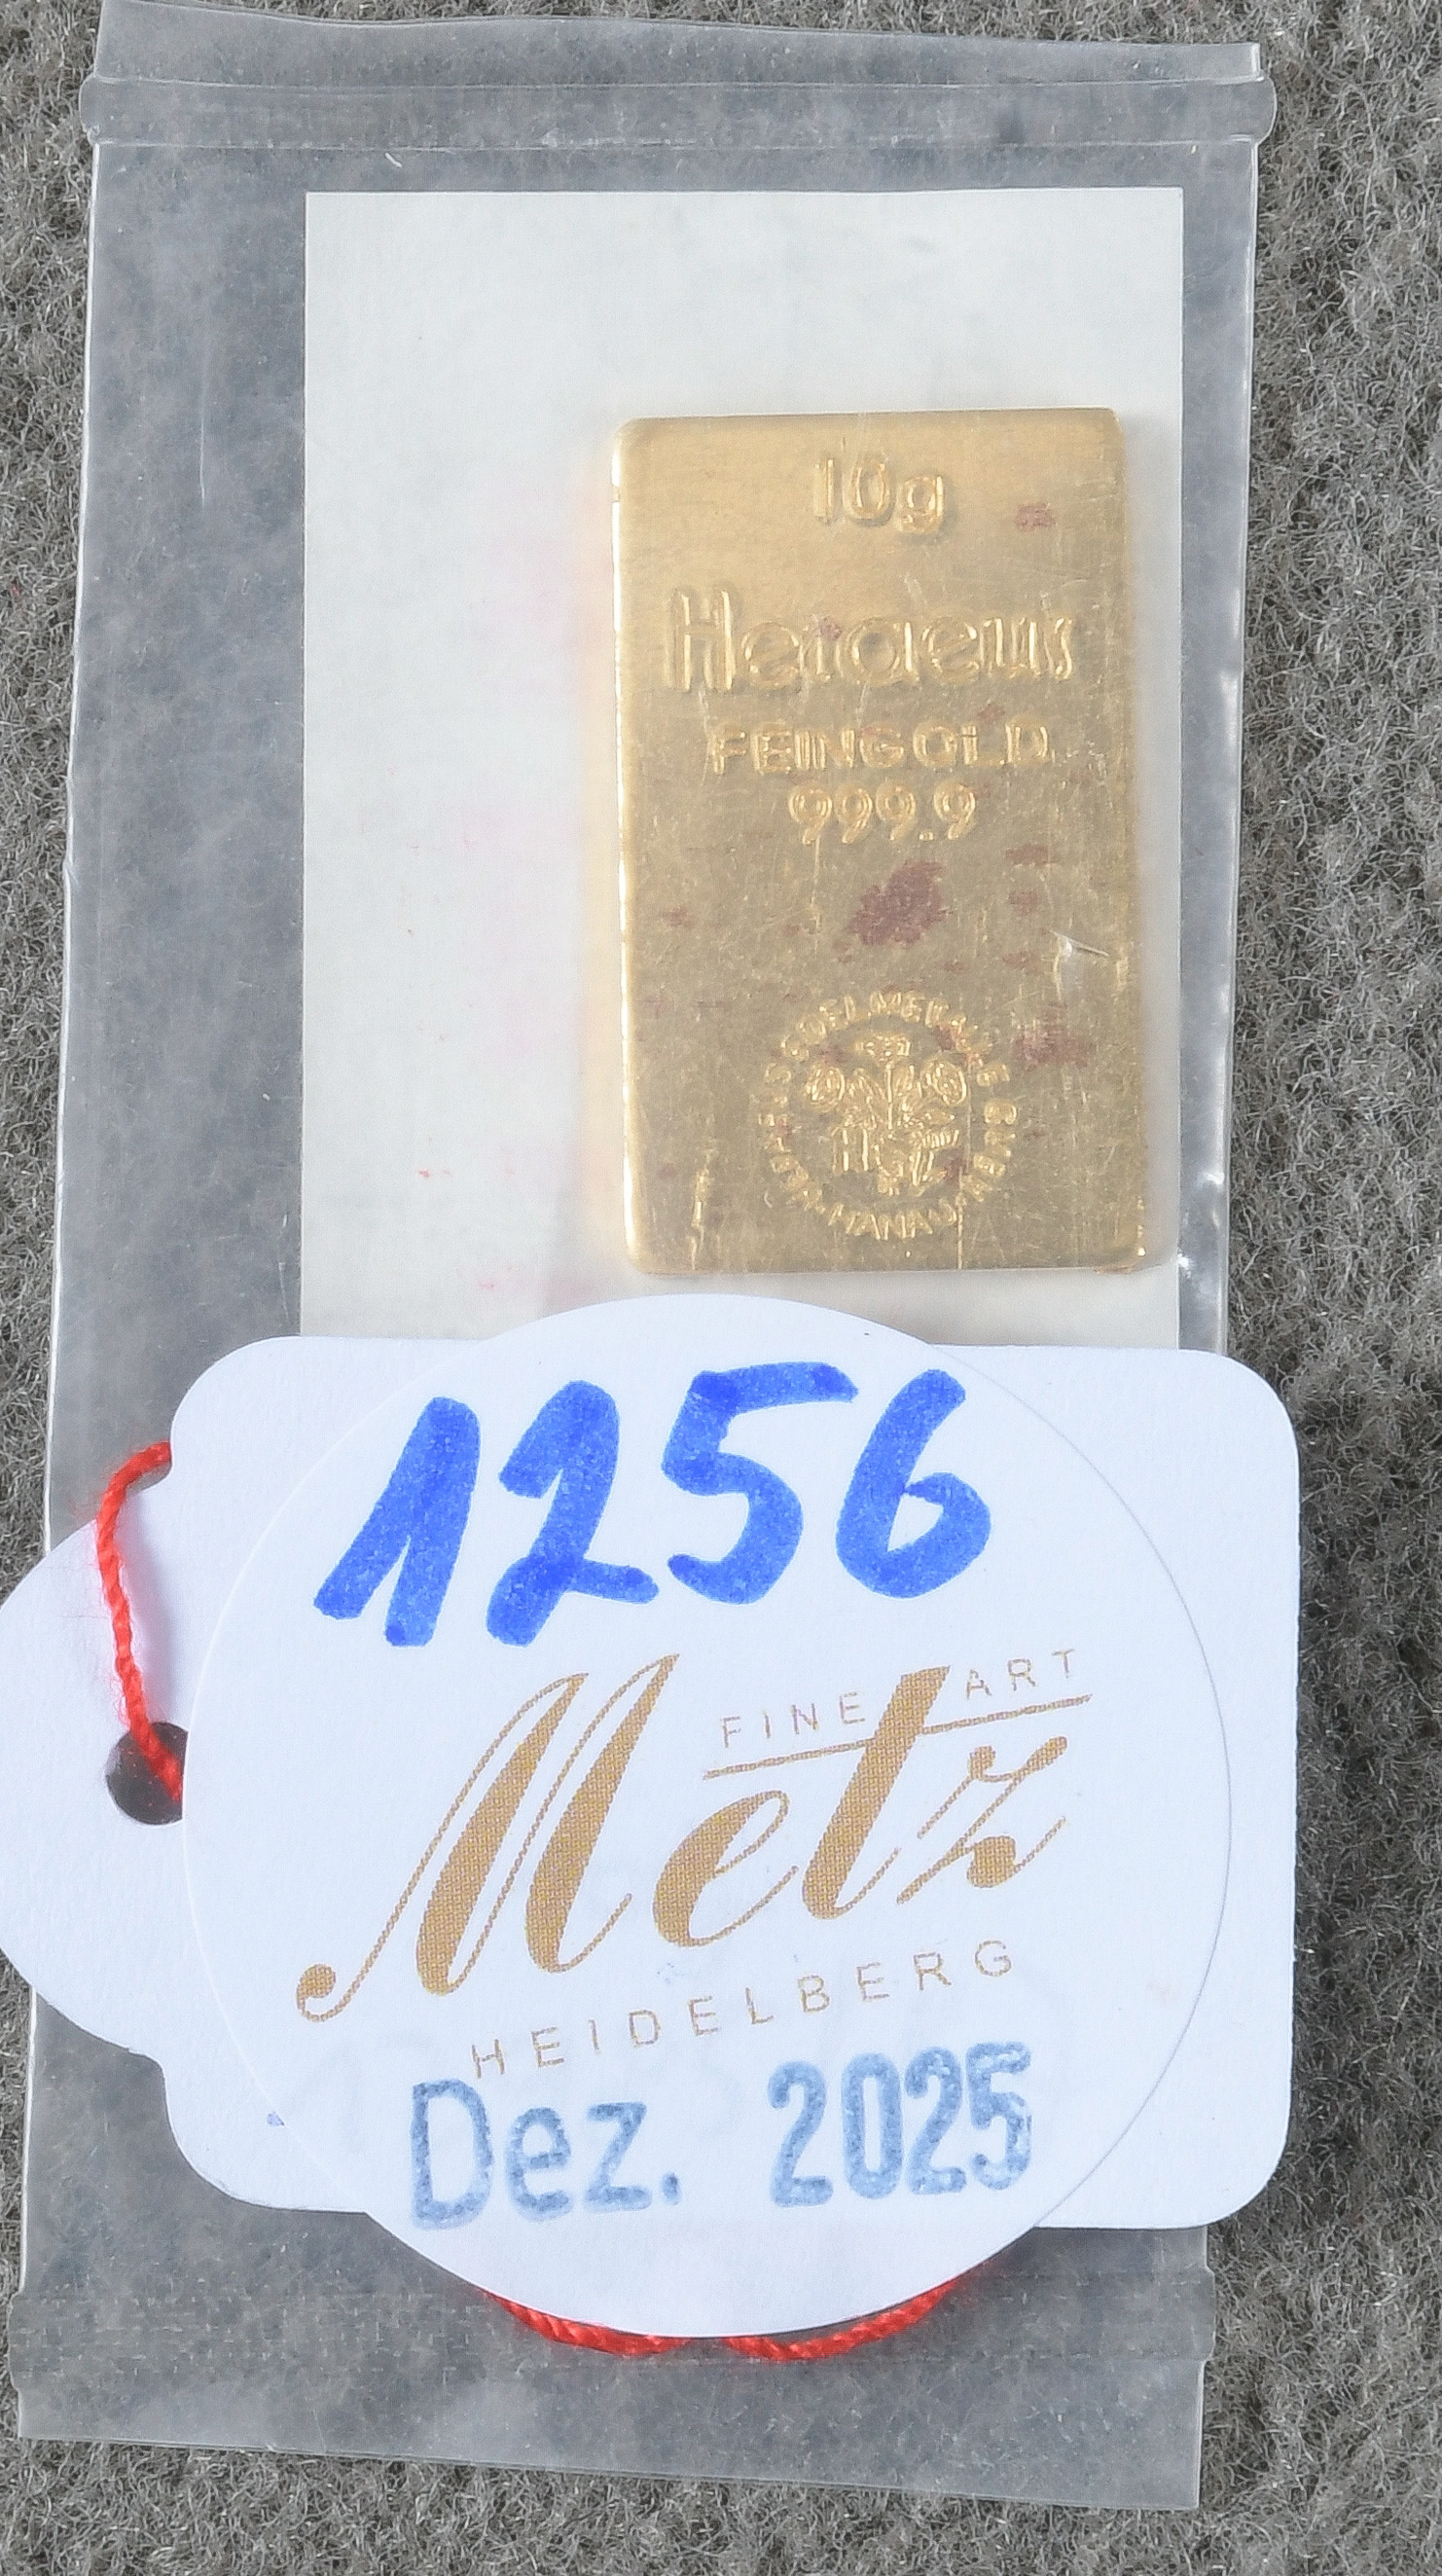 10g
Heraeus
FEINGOLD
999.9
1256
FINE ART
Metz
HEIDELBERG
Dez. 2025